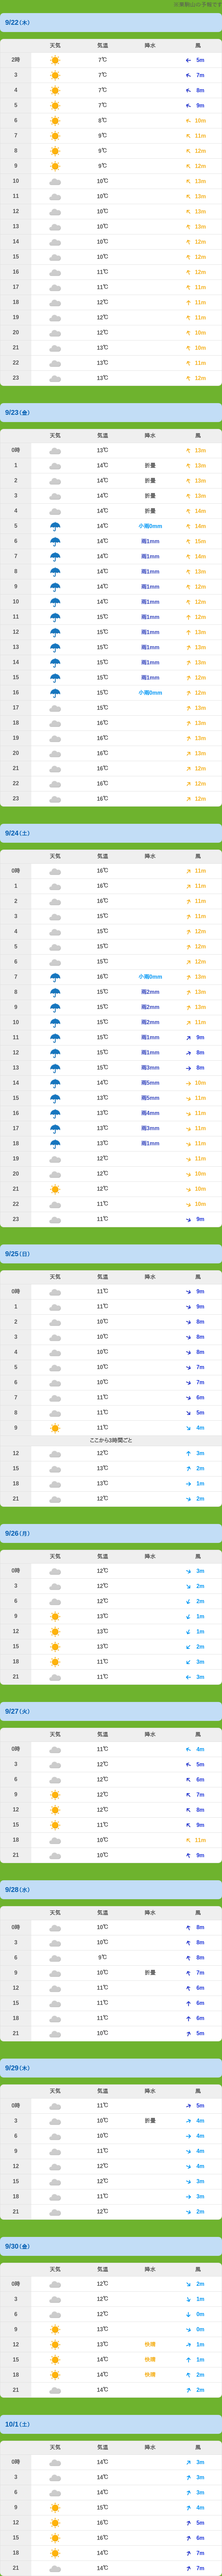 ※東鞍山の予報です
9/22（木）
天気 気温 降水 風
2時 7℃ 5m
3 7℃ 7m
4 7℃ 8m
5 7℃ 9m
6 8℃ 10m
7 9℃ 11m
8 9℃ 12m
9 9℃ 12m
10 10℃ 13m
11 10℃ 13m
12 10℃ 13m
13 10℃ 13m
14 10℃ 12m
15 10℃ 12m
16 11℃ 12m
17 11℃ 11m
18 12℃ 11m
19 12℃ 11m
20 12℃ 10m
21 13℃ 10m
22 13℃ 11m
23 13℃ 12m
9/23（金）
天気 気温 降水 風
0時 13℃ 13m
1 14℃ 折曇 13m
2 14℃ 折曇 13m
3 14℃ 折曇 13m
4 14℃ 折曇 14m
5 14℃ 小雨0mm 14m
6 14℃ 雨1mm 15m
7 14℃ 雨1mm 14m
8 14℃ 雨1mm 13m
9 14℃ 雨1mm 12m
10 14℃ 雨1mm 12m
11 15℃ 雨1mm 12m
12 15℃ 雨1mm 13m
13 15℃ 雨1mm 13m
14 15℃ 雨1mm 13m
15 15℃ 雨1mm 12m
16 15℃ 小雨0mm 12m
17 15℃ 13m
18 16℃ 13m
19 16℃ 13m
20 16℃ 13m
21 16℃ 12m
22 16℃ 12m
23 16℃ 12m
9/24（土）
天気 気温 降水 風
0時 16℃ 11m
1 16℃ 11m
2 16℃ 11m
3 15℃ 11m
4 15℃ 12m
5 15℃ 12m
6 15℃ 12m
7 16℃ 小雨0mm 13m
8 15℃ 雨2mm 13m
9 15℃ 雨2mm 13m
10 15℃ 雨2mm 11m
11 15℃ 雨1mm 9m
12 15℃ 雨1mm 8m
13 15℃ 雨3mm 8m
14 14℃ 雨5mm 10m
15 13℃ 雨5mm 11m
16 13℃ 雨4mm 11m
17 13℃ 雨3mm 11m
18 13℃ 雨1mm 11m
19 12℃ 11m
20 12℃ 10m
21 12℃ 10m
22 11℃ 10m
23 11℃ 9m
9/25（日）
天気 気温 降水 風
0時 11℃ 9m
1 11℃ 9m
2 10℃ 8m
3 10℃ 8m
4 10℃ 8m
5 10℃ 7m
6 10℃ 7m
7 11℃ 6m
8 11℃ 5m
9 11℃ 4m
ここから3時間ごと
12 12℃ 3m
15 13℃ 2m
18 13℃ 1m
21 12℃ 2m
9/26（月）
天気 気温 降水 風
0時 12℃ 3m
3 12℃ 2m
6 12℃ 2m
9 13℃ 1m
12 13℃ 1m
15 13℃ 2m
18 11℃ 3m
21 11℃ 3m
9/27（火）
天気 気温 降水 風
0時 11℃ 4m
3 12℃ 5m
6 12℃ 6m
9 12℃ 7m
12 12℃ 8m
15 11℃ 9m
18 10℃ 11m
21 10℃ 9m
9/28（水）
天気 気温 降水 風
0時 10℃ 8m
3 10℃ 8m
6 9℃ 8m
9 10℃ 折曇 7m
12 11℃ 6m
15 11℃ 6m
18 11℃ 6m
21 10℃ 5m
9/29（木）
天気 気温 降水 風
0時 11℃ 5m
3 10℃ 折曇 4m
6 10℃ 4m
9 11℃ 4m
12 12℃ 4m
15 12℃ 3m
18 11℃ 3m
21 12℃ 2m
9/30（金）
天気 気温 降水 風
0時 12℃ 2m
3 12℃ 1m
6 12℃ 0m
9 13℃ 0m
12 13℃ 快晴 1m
15 14℃ 快晴 1m
18 14℃ 快晴 2m
21 14℃ 2m
10/1（土）
天気 気温 降水 風
0時 14℃ 3m
3 14℃ 3m
6 14℃ 3m
9 15℃ 4m
12 16℃ 5m
15 16℃ 6m
18 14℃ 7m
21 14℃ 7m